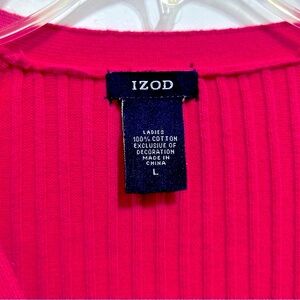 IZOD
LADIES
100% COTTON
EXCLUSIVE OF
DECORATION
MADE IN
CHINA
L